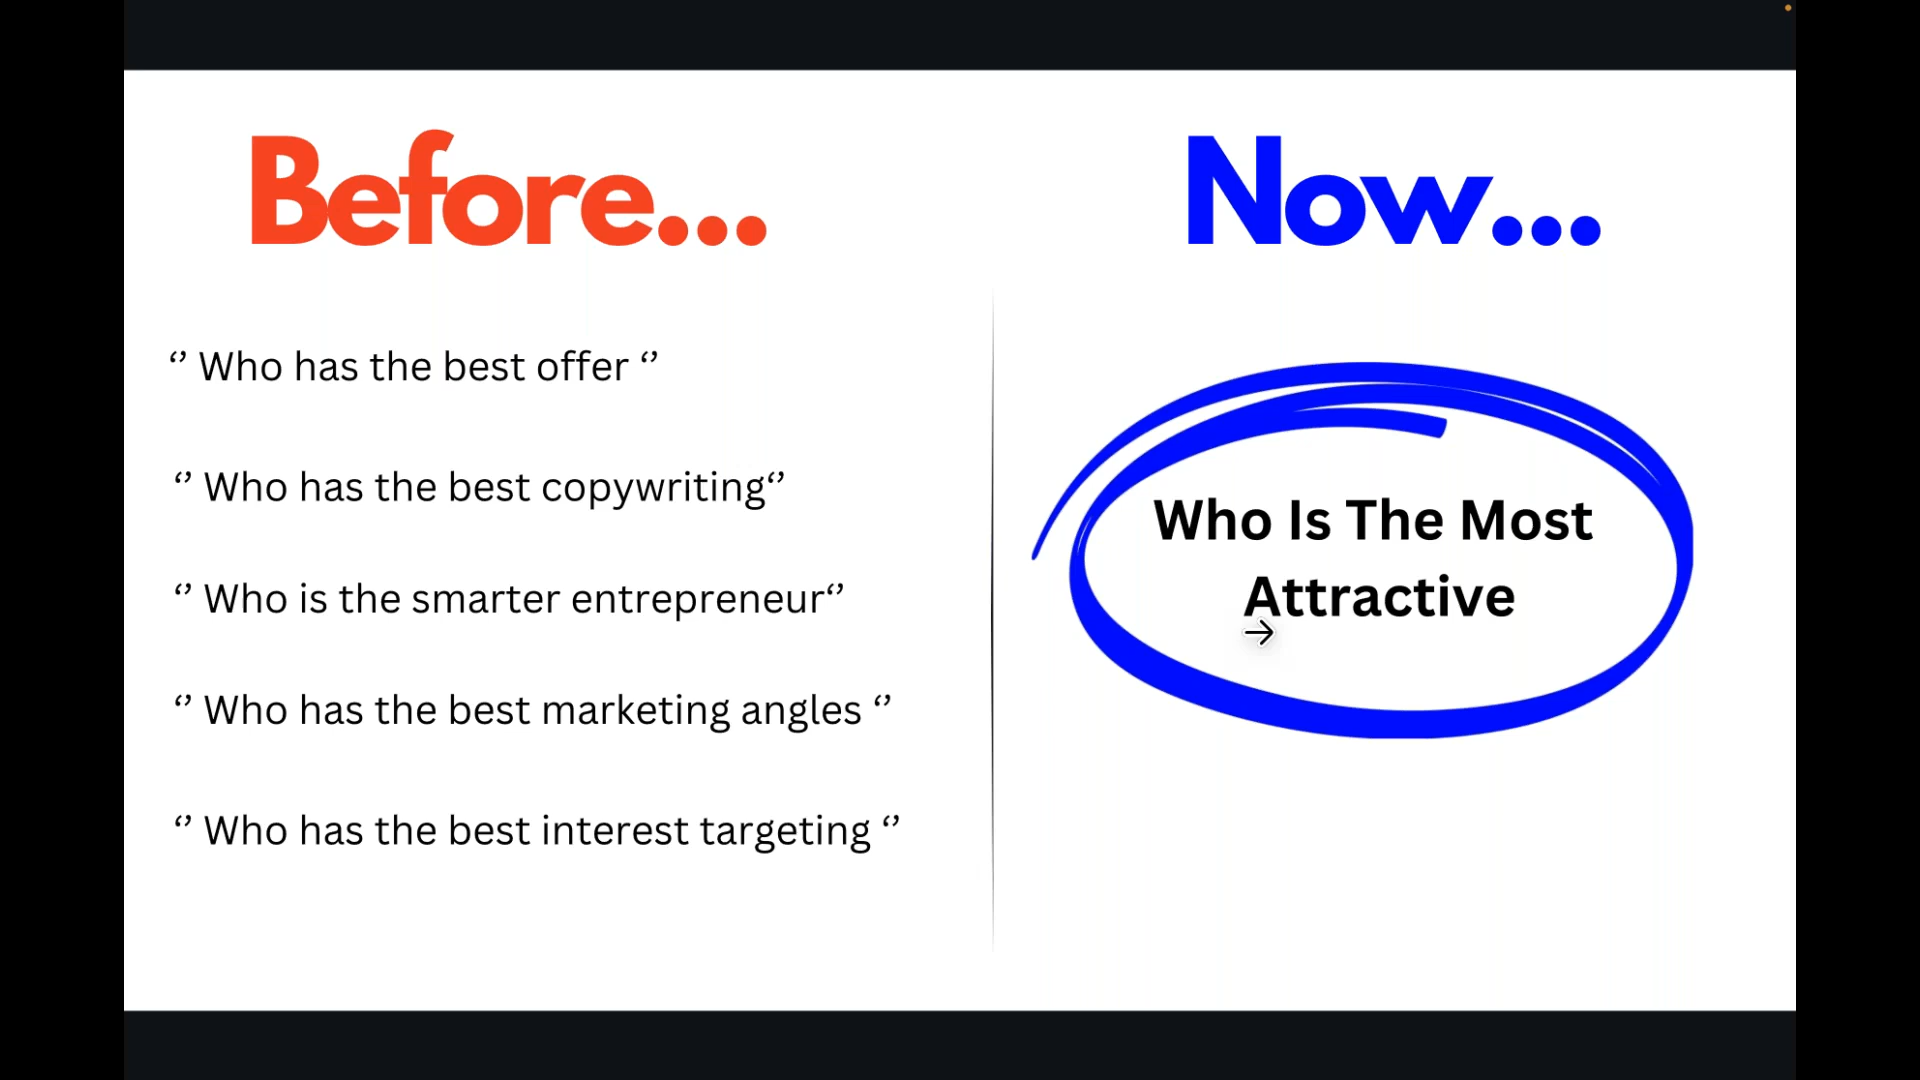 Before...
Now...
‘’ Who has the best offer ‘’
‘’ Who has the best copywriting‘’
‘’ Who is the smarter entrepreneur‘’
‘’ Who has the best marketing angles ‘’
‘’ Who has the best interest targeting ‘’
Who Is The Most
Attractive